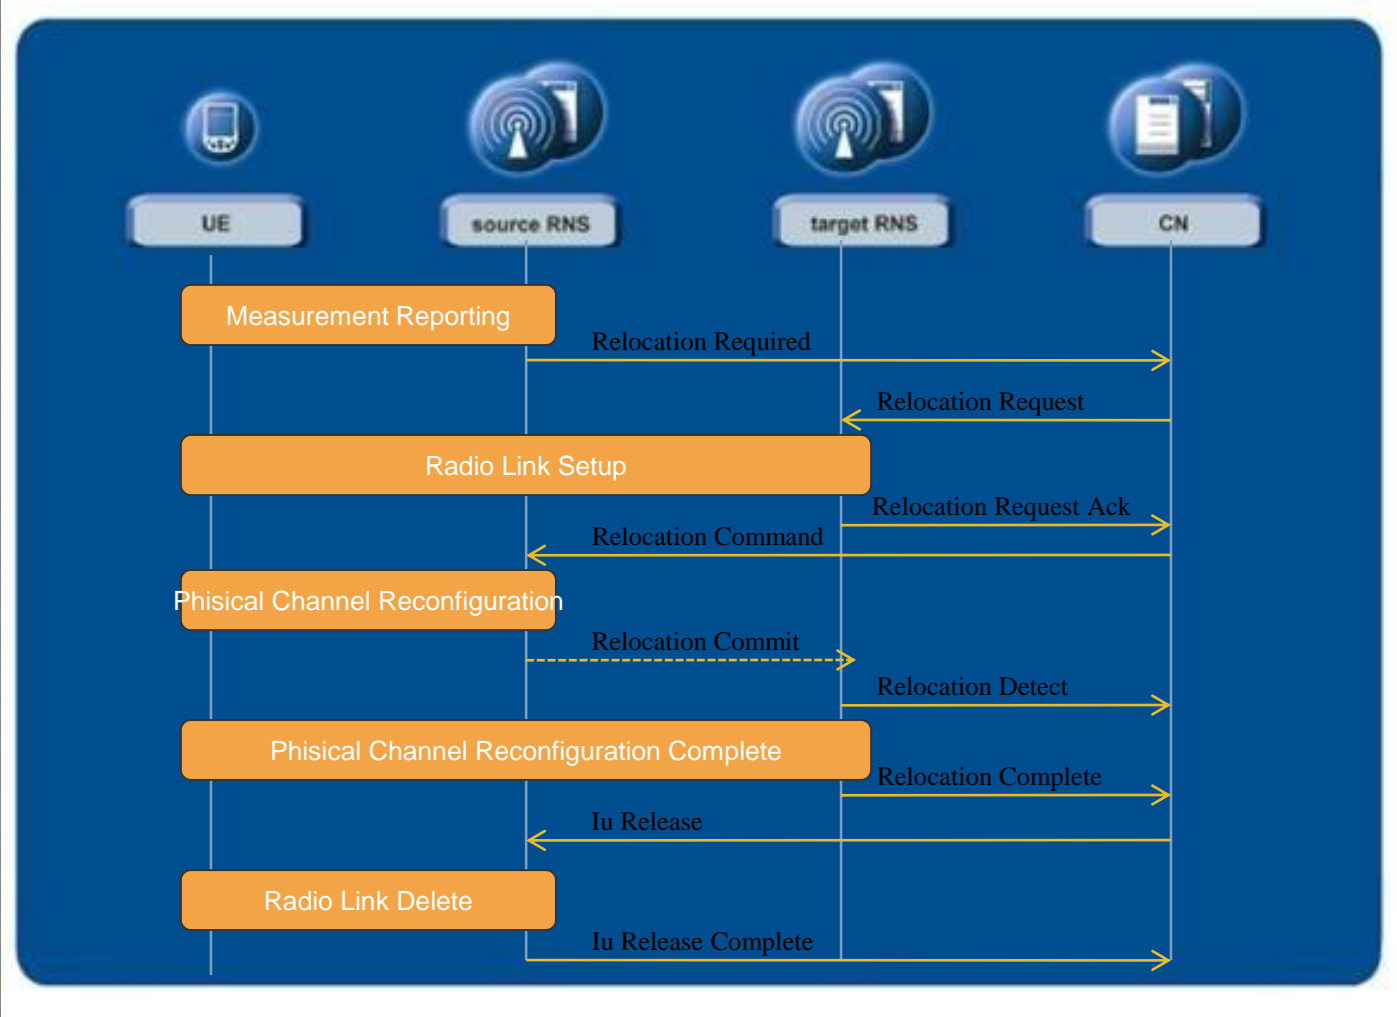 UE
source RNS
target RNS
CN
Measurement Reporting
Relocation Required
Relocation Request
Radio Link Setup
Relocation Request Ack
Relocation Command
Phisical Channel Reconfiguration
Relocation Commit
Relocation Detect
Phisical Channel Reconfiguration Complete
Relocation Complete
Iu Release
Radio Link Delete
Iu Release Complete